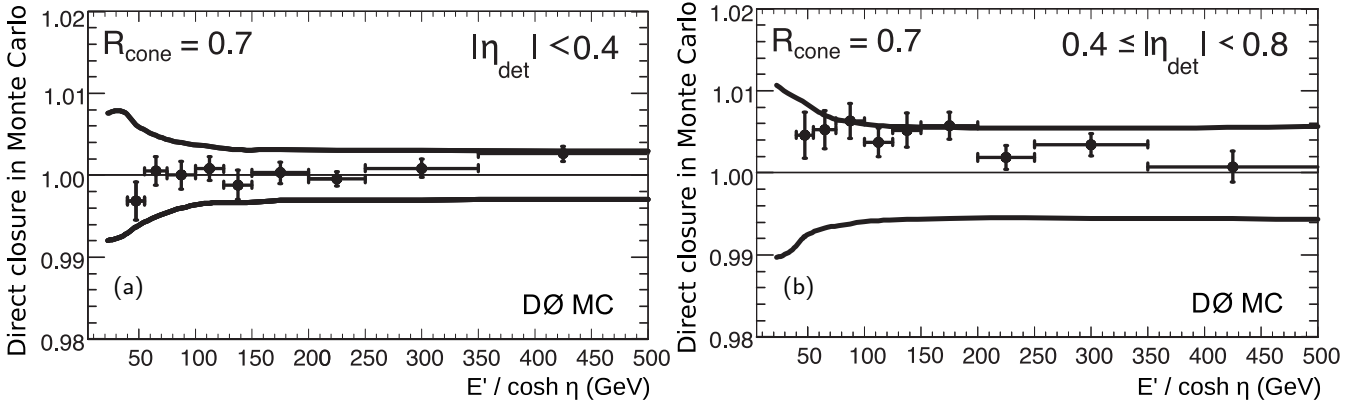 Direct closure in Monte Carlo
1.02
1.01
1.00
0.99
0.98
R_cone = 0.7
|η_det| < 0.4
(a)
DØ MC
50 100 150 200 250 300 350 400 450 500
E' / cosh η (GeV)
Direct closure in Monte Carlo
1.02
1.01
1.00
0.99
0.98
R_cone = 0.7
0.4 ≤ |η_det| < 0.8
(b)
DØ MC
50 100 150 200 250 300 350 400 450 500
E' / cosh η (GeV)